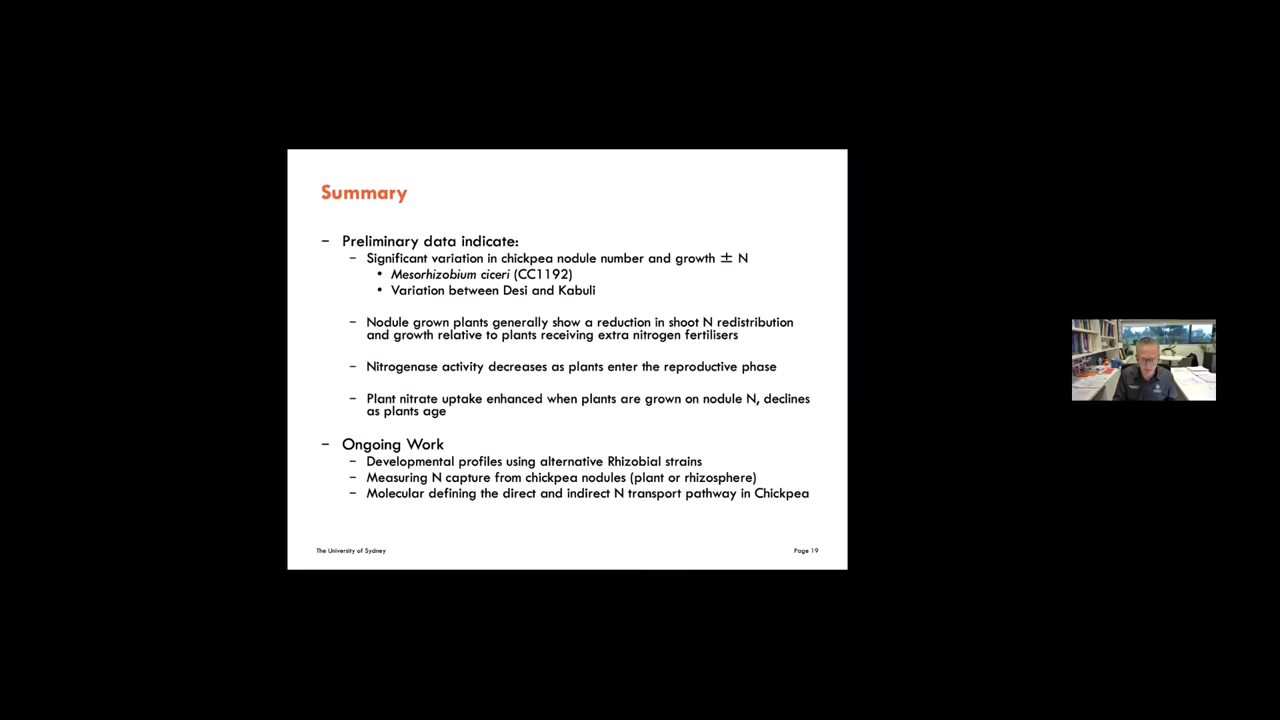 Summary
– Preliminary data indicate:
– Significant variation in chickpea nodule number and growth ± N
• Mesorhizobium ciceri (CC1192)
• Variation between Desi and Kabuli
– Nodule grown plants generally show a reduction in shoot N redistribution
and growth relative to plants receiving extra nitrogen fertilisers
– Nitrogenase activity decreases as plants enter the reproductive phase
– Plant nitrate uptake enhanced when plants are grown on nodule N, declines
as plants age
– Ongoing Work
– Developmental profiles using alternative Rhizobial strains
– Measuring N capture from chickpea nodules (plant or rhizosphere)
– Molecular defining the direct and indirect N transport pathway in Chickpea
The University of Sydney
Page 19